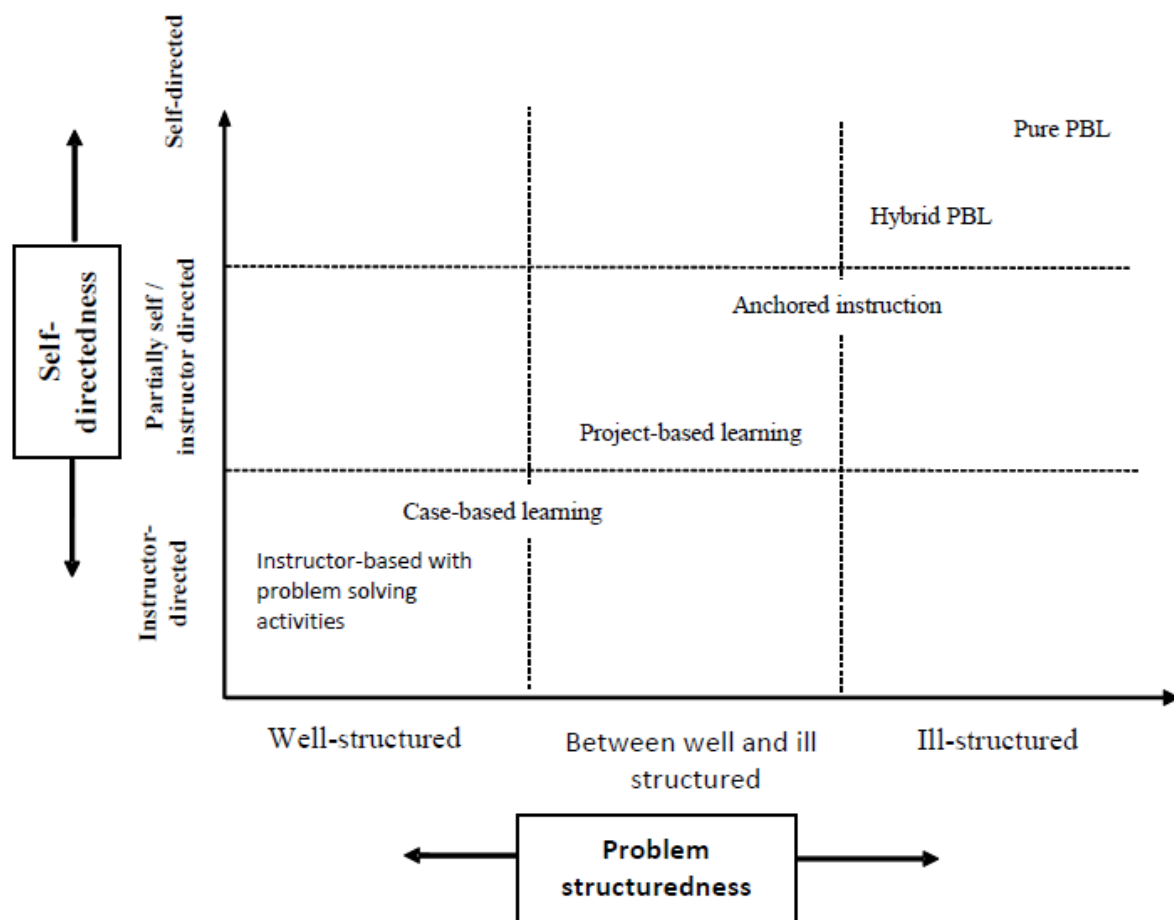 Self-directed
Pure PBL
Hybrid PBL
Self-
directedness
Partially self /
instructor directed
Anchored instruction
Project-based learning
Case-based learning
Instructor-
directed
Instructor-based with
problem solving
activities
Well-structured
Between well and ill
structured
Ill-structured
Problem
structuredness